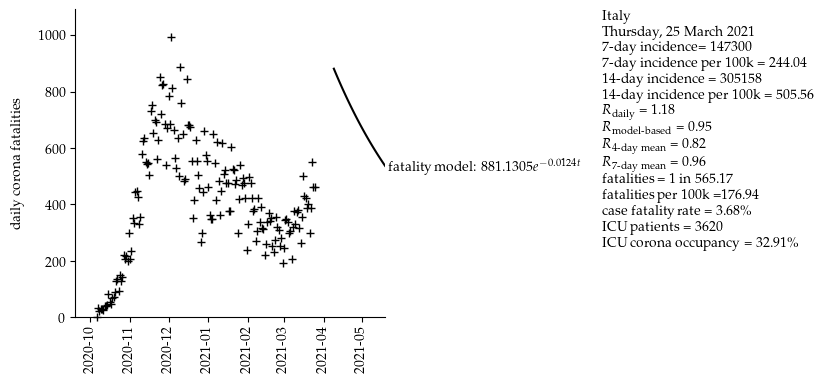 daily corona fatalities
1000
800
600
400
200
0
2020-10
2020-11
2020-12
2021-01
2021-02
2021-03
2021-04
2021-05
fatality model: 881.1305e^{-0.0124t}
Italy
Thursday, 25 March 2021
7-day incidence= 147300
7-day incidence per 100k = 244.04
14-day incidence = 305158
14-day incidence per 100k = 505.56
R_daily = 1.18
R_model-based = 0.95
R_4-day mean = 0.82
R_7-day mean = 0.96
fatalities = 1 in 565.17
fatalities per 100k =176.94
case fatality rate = 3.68%
ICU patients = 3620
ICU corona occupancy = 32.91%